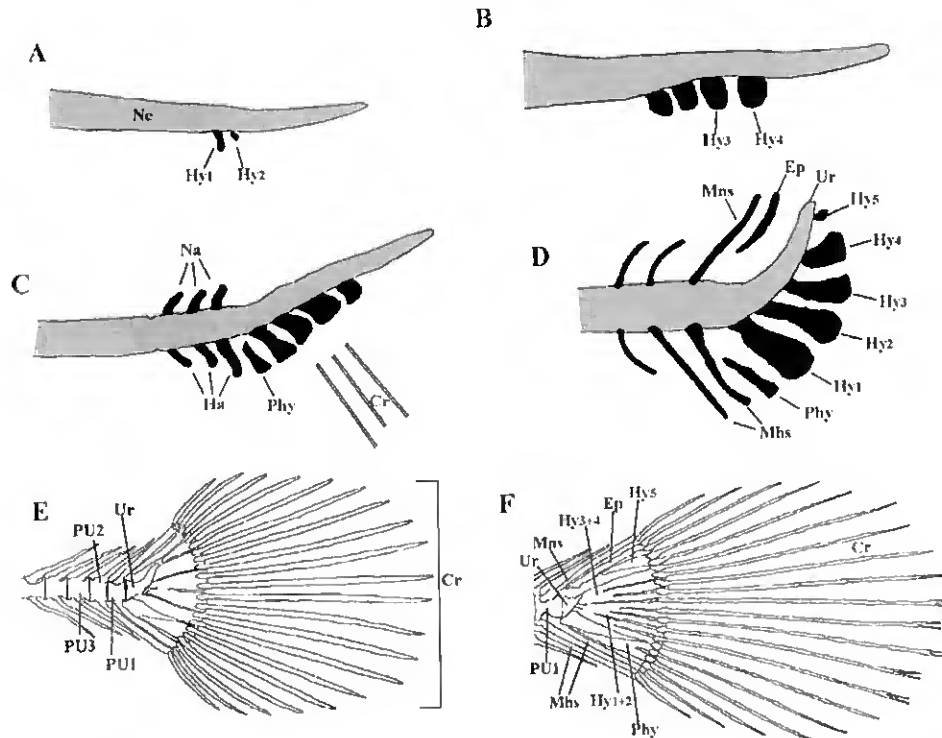 A
Nc
Hy1
Hy2
B
Hy3
Hy4
C
Na
Ha
Phy
Cr
D
Mns
Ep
Ur
Hy5
Hy4
Hy3
Hy2
Hy1
Phy
Mhs
E
Ur
PU2
PU3
PU1
Cr
F
Hy5
Ep
Hy3+4
Mns
Ur
Cr
PU1
Mhs
Hy1+2
Phy